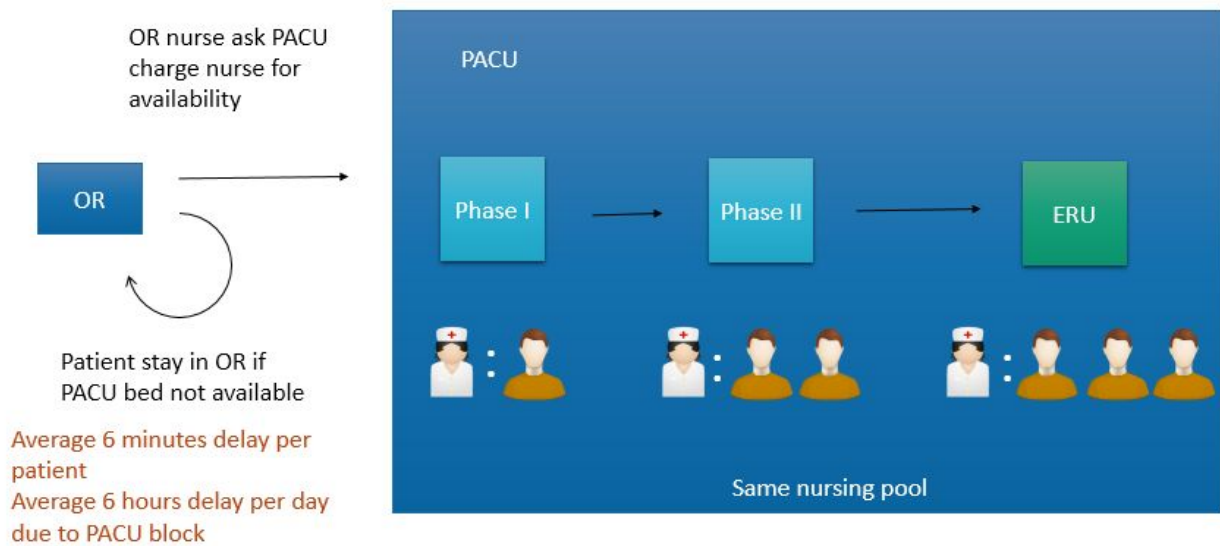 OR nurse ask PACU
charge nurse for
availability
OR
Patient stay in OR if
PACU bed not available
Average 6 minutes delay per
patient
Average 6 hours delay per day
due to PACU block
PACU
Phase I
Phase II
ERU
:
:
:
Same nursing pool